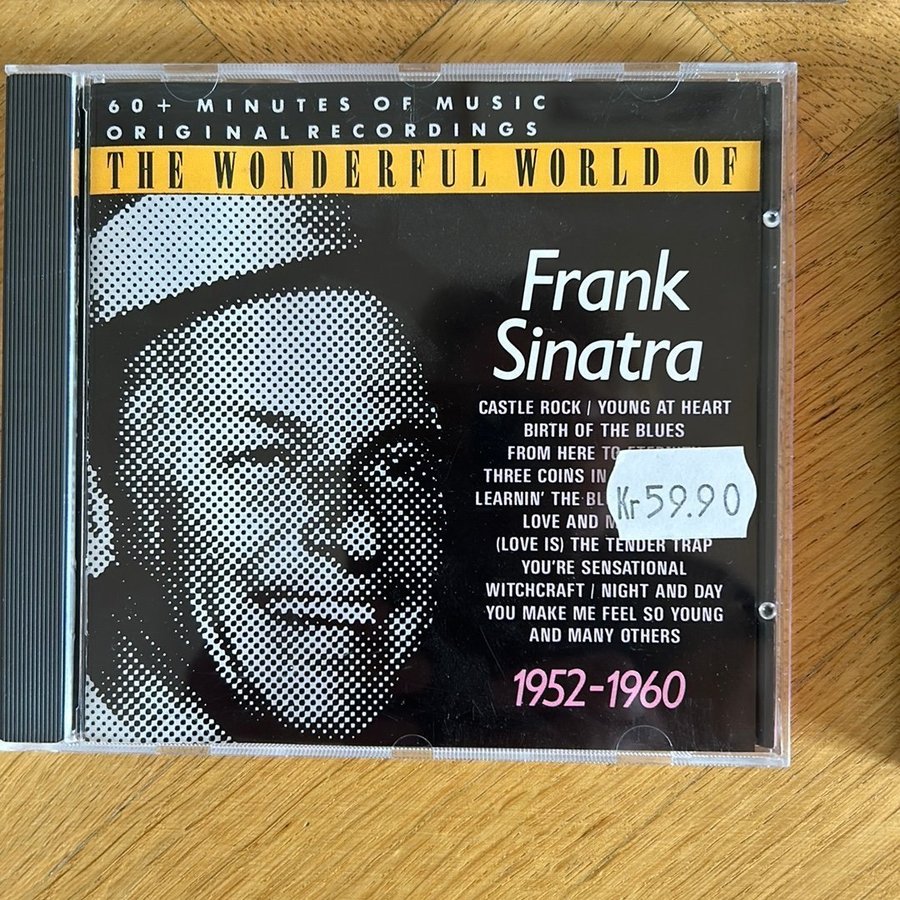 60+ MINUTES OF MUSIC
ORIGINAL RECORDINGS
THE WONDERFUL WORLD OF
Frank
Sinatra
CASTLE ROCK / YOUNG AT HEART
BIRTH OF THE BLUES
FROM HERE TO
THREE COINS IN
LEARNIN' THE
Kr 59.90
LOVE AND
(LOVE IS) THE TENDER TRAP
YOU'RE SENSATIONAL
WITCHCRAFT / NIGHT AND DAY
YOU MAKE ME FEEL SO YOUNG
AND MANY OTHERS
1952-1960